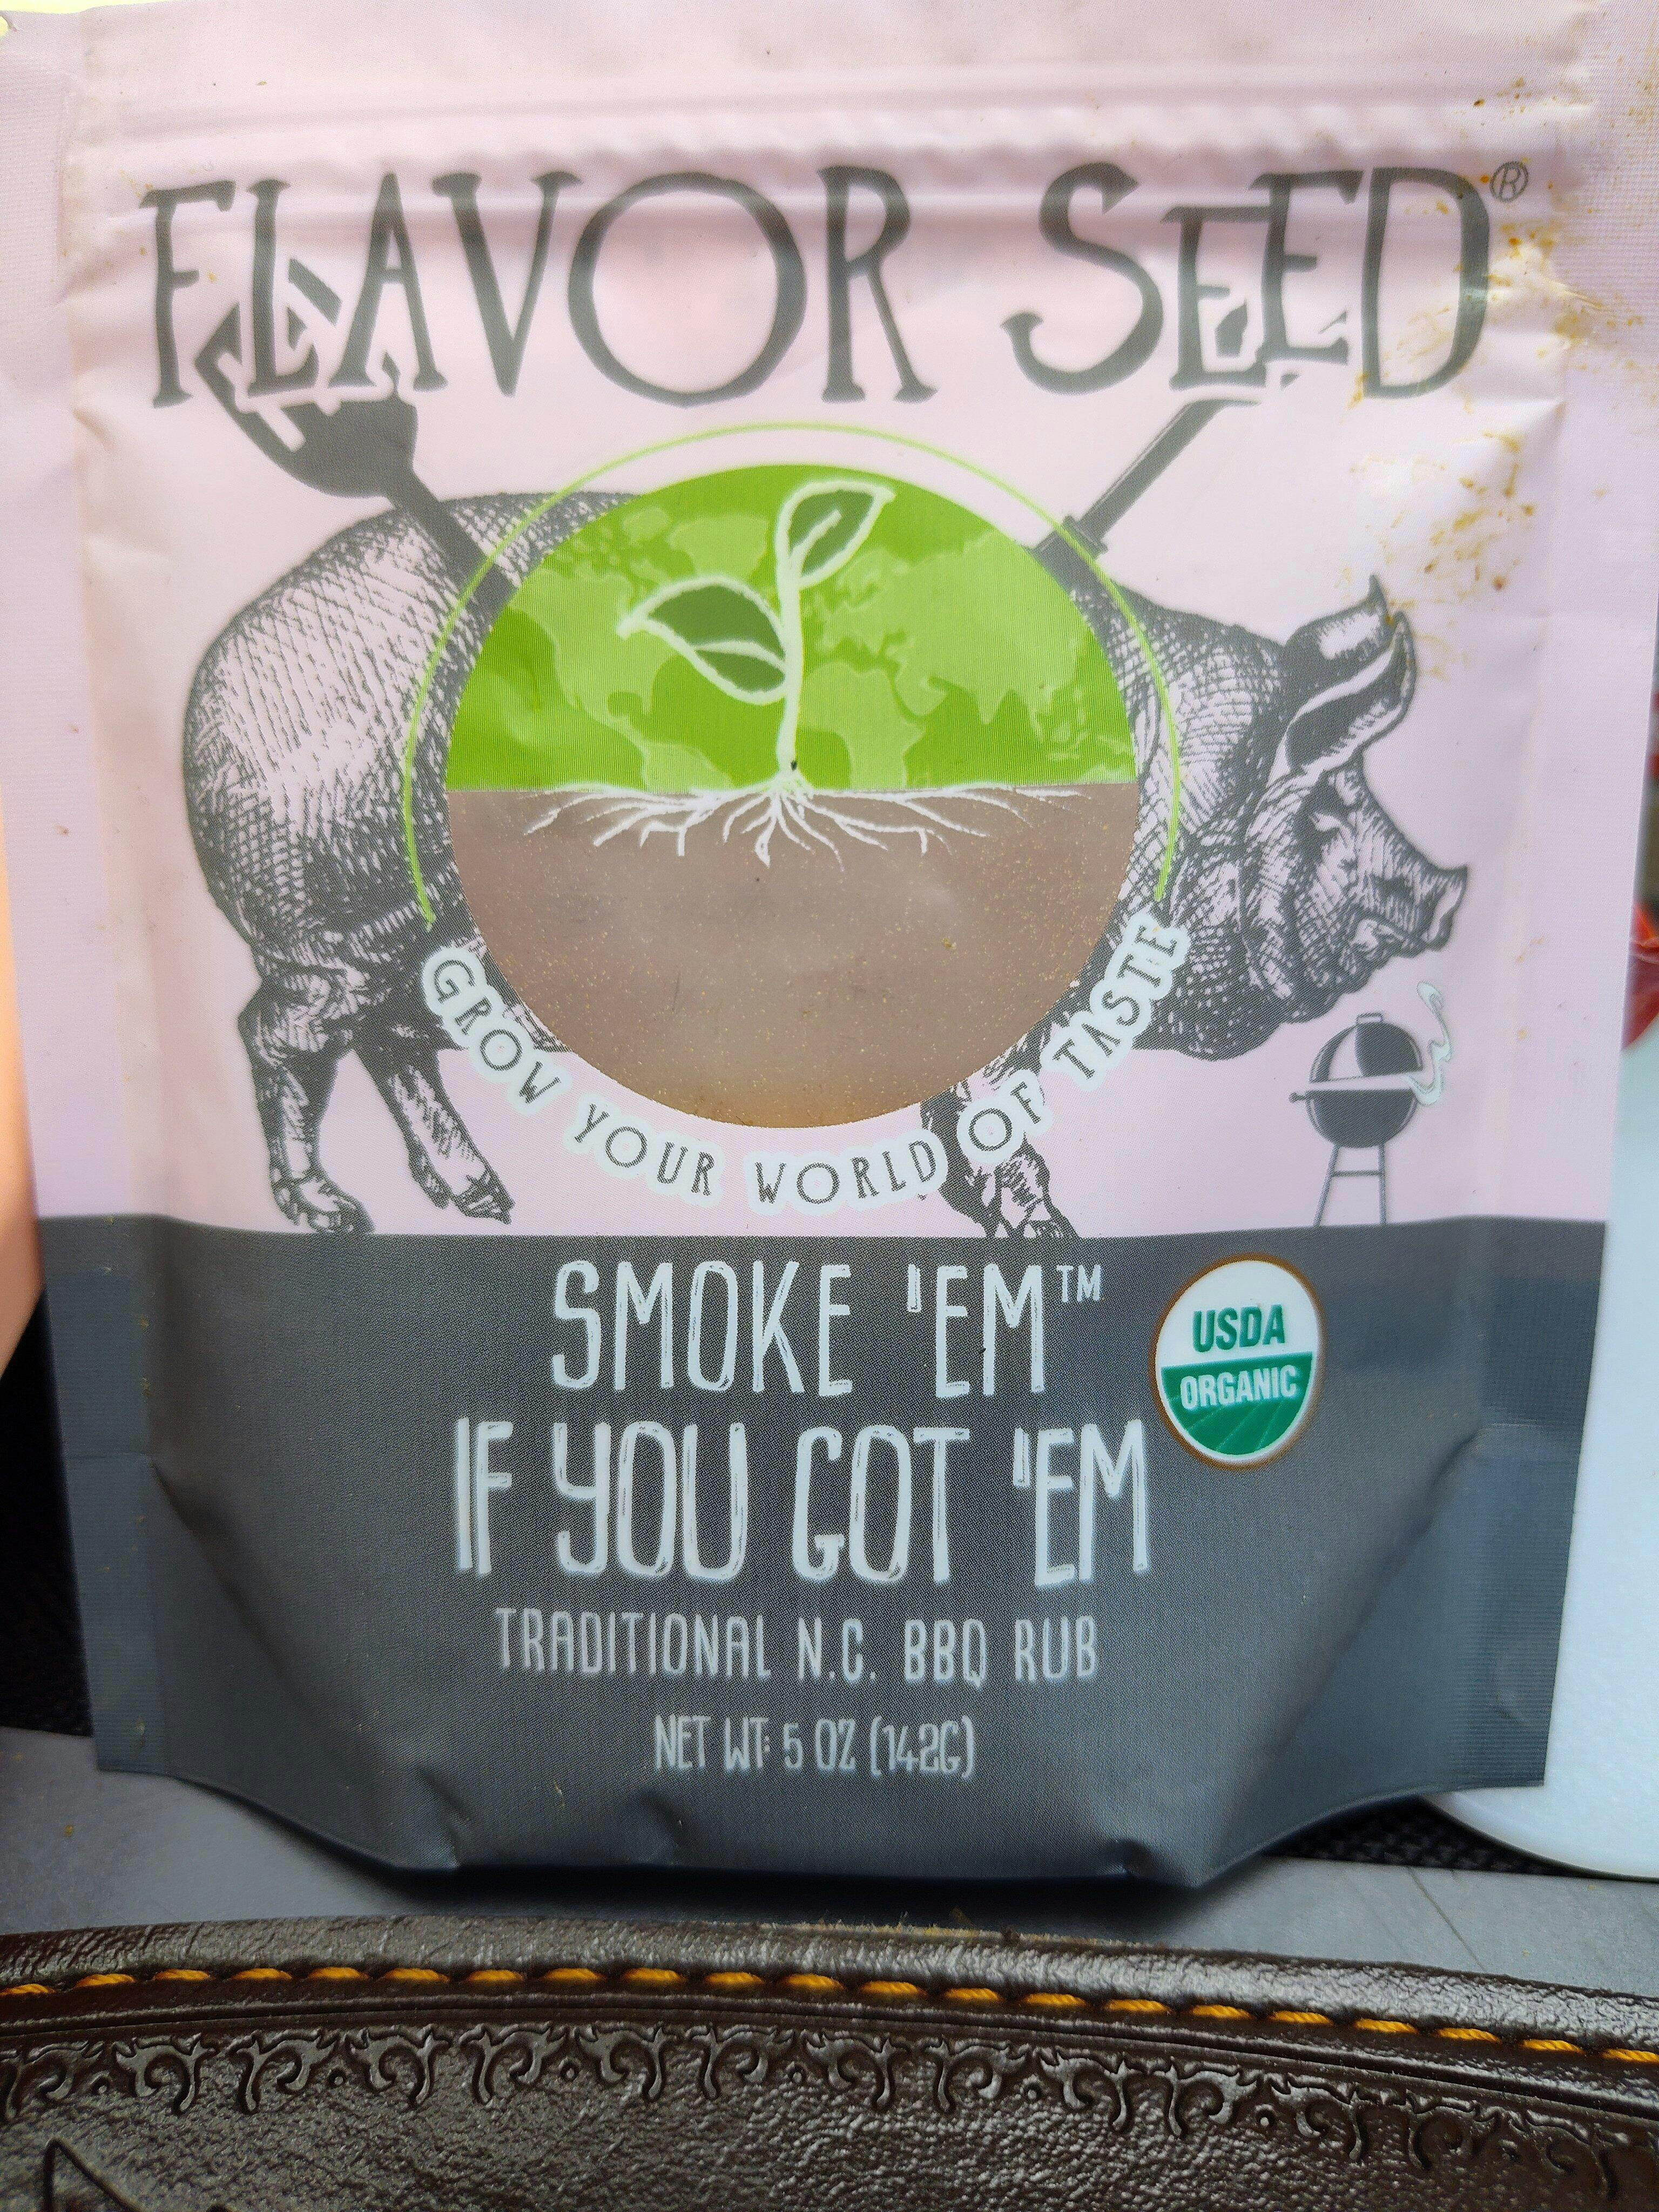 FLAVOR SEED®
GROW YOUR WORLD OF TASTE
SMOKE 'EM™
IF YOU GOT 'EM
USDA
ORGANIC
TRADITIONAL N.C. BBQ RUB
NET WT: 5 OZ (142G)